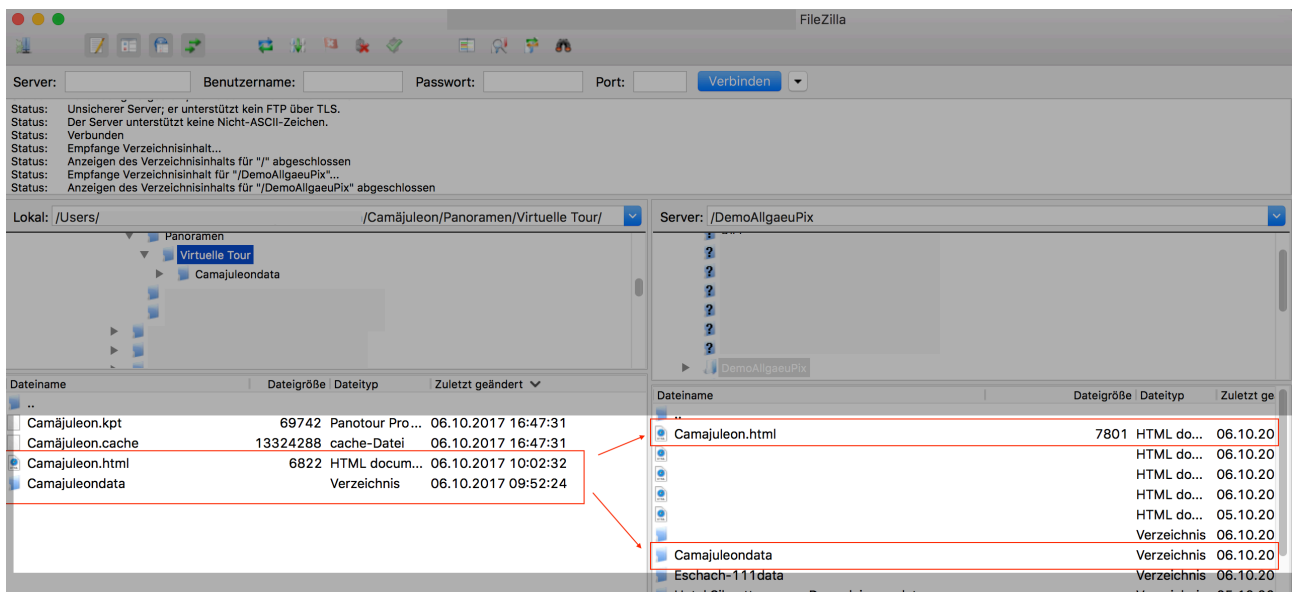 FileZilla
Server: Benutzername: Passwort: Port: Verbinden
Status: Unsicherer Server; er unterstützt kein FTP über TLS.
Status: Der Server unterstützt keine Nicht-ASCII-Zeichen.
Status: Verbunden
Status: Empfange Verzeichnisinhalt...
Status: Anzeigen des Verzeichnisinhalts für "/" abgeschlossen
Status: Empfange Verzeichnisinhalt für "/DemoAllgaeuPix"...
Status: Anzeigen des Verzeichnisinhalts für "/DemoAllgaeuPix" abgeschlossen
Lokal: /Users/ /Camäjuleon/Panoramen/Virtuelle Tour/
Panoramen
Virtuelle Tour
Camajuleondata
Dateiname Dateigröße Dateityp Zuletzt geändert
..
Camäjuleon.kpt 69742 Panotour Pro... 06.10.2017 16:47:31
Camäjuleon.cache 13324288 cache-Datei 06.10.2017 16:47:31
Camajuleon.html 6822 HTML docum... 06.10.2017 10:02:32
Camajuleondata Verzeichnis 06.10.2017 09:52:24
Server: /DemoAllgaeuPix
?
?
?
?
?
?
?
DemoAllgaeuPix
Dateiname Dateigröße Dateityp Zuletzt ge
..
Camajuleon.html 7801 HTML do... 06.10.20
HTML do... 06.10.20
HTML do... 06.10.20
HTML do... 06.10.20
HTML do... 05.10.20
Verzeichnis 06.10.20
Camajuleondata Verzeichnis 06.10.20
Eschach-111data Verzeichnis 06.10.20